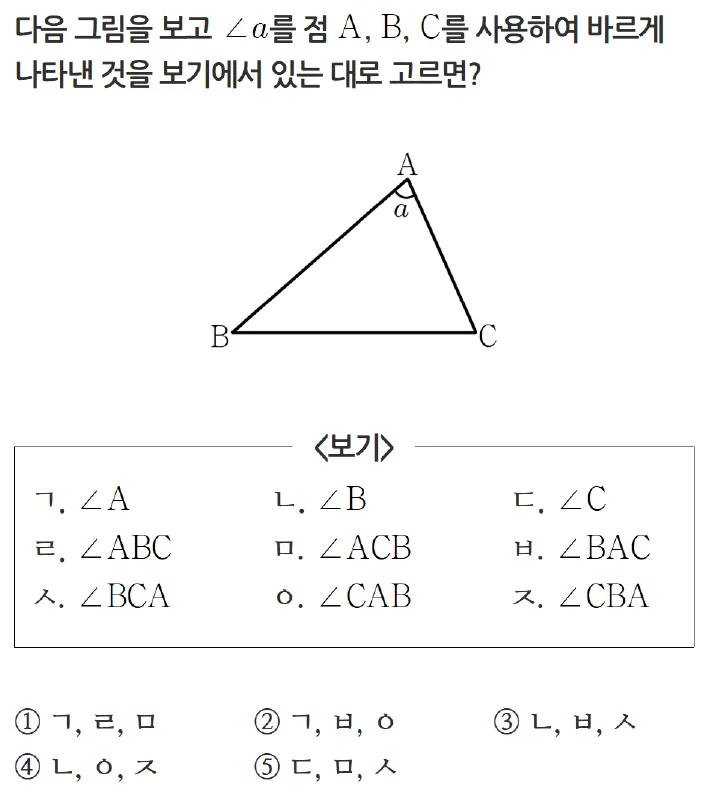 다음 그림을 보고 ∠a를 점 A, B, C를 사용하여 바르게
나타낸 것을 보기에서 있는 대로 고르면?
A
a
B
C
<보기>
ㄱ. ∠A ㄴ. ∠B ㄷ. ∠C
ㄹ. ∠ABC ㅁ. ∠ACB ㅂ. ∠BAC
ㅅ. ∠BCA ㅇ. ∠CAB ㅈ. ∠CBA
① ㄱ, ㄹ, ㅁ ② ㄱ, ㅂ, ㅇ ③ ㄴ, ㅂ, ㅅ
④ ㄴ, ㅇ, ㅈ ⑤ ㄷ, ㅁ, ㅅ